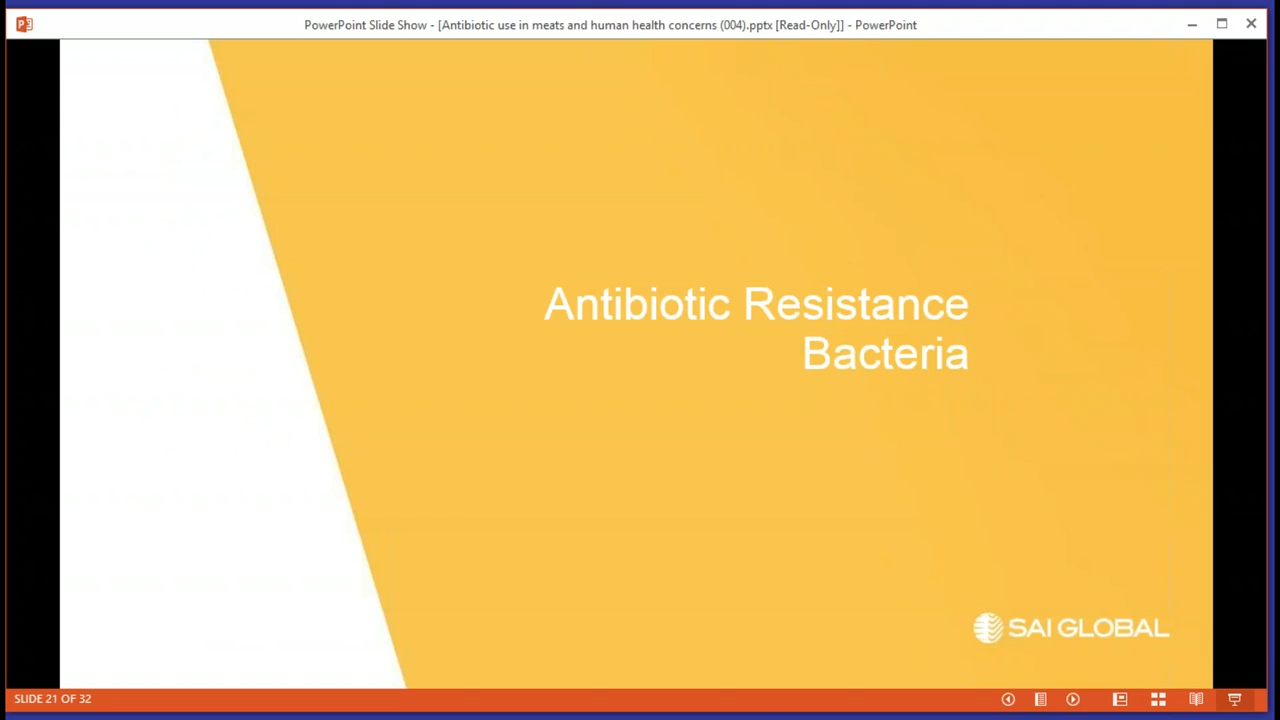 PowerPoint Slide Show - [Antibiotic use in meats and human health concerns (004).pptx [Read-Only]] - PowerPoint
Antibiotic Resistance
Bacteria
SAI GLOBAL
SLIDE 21 OF 32